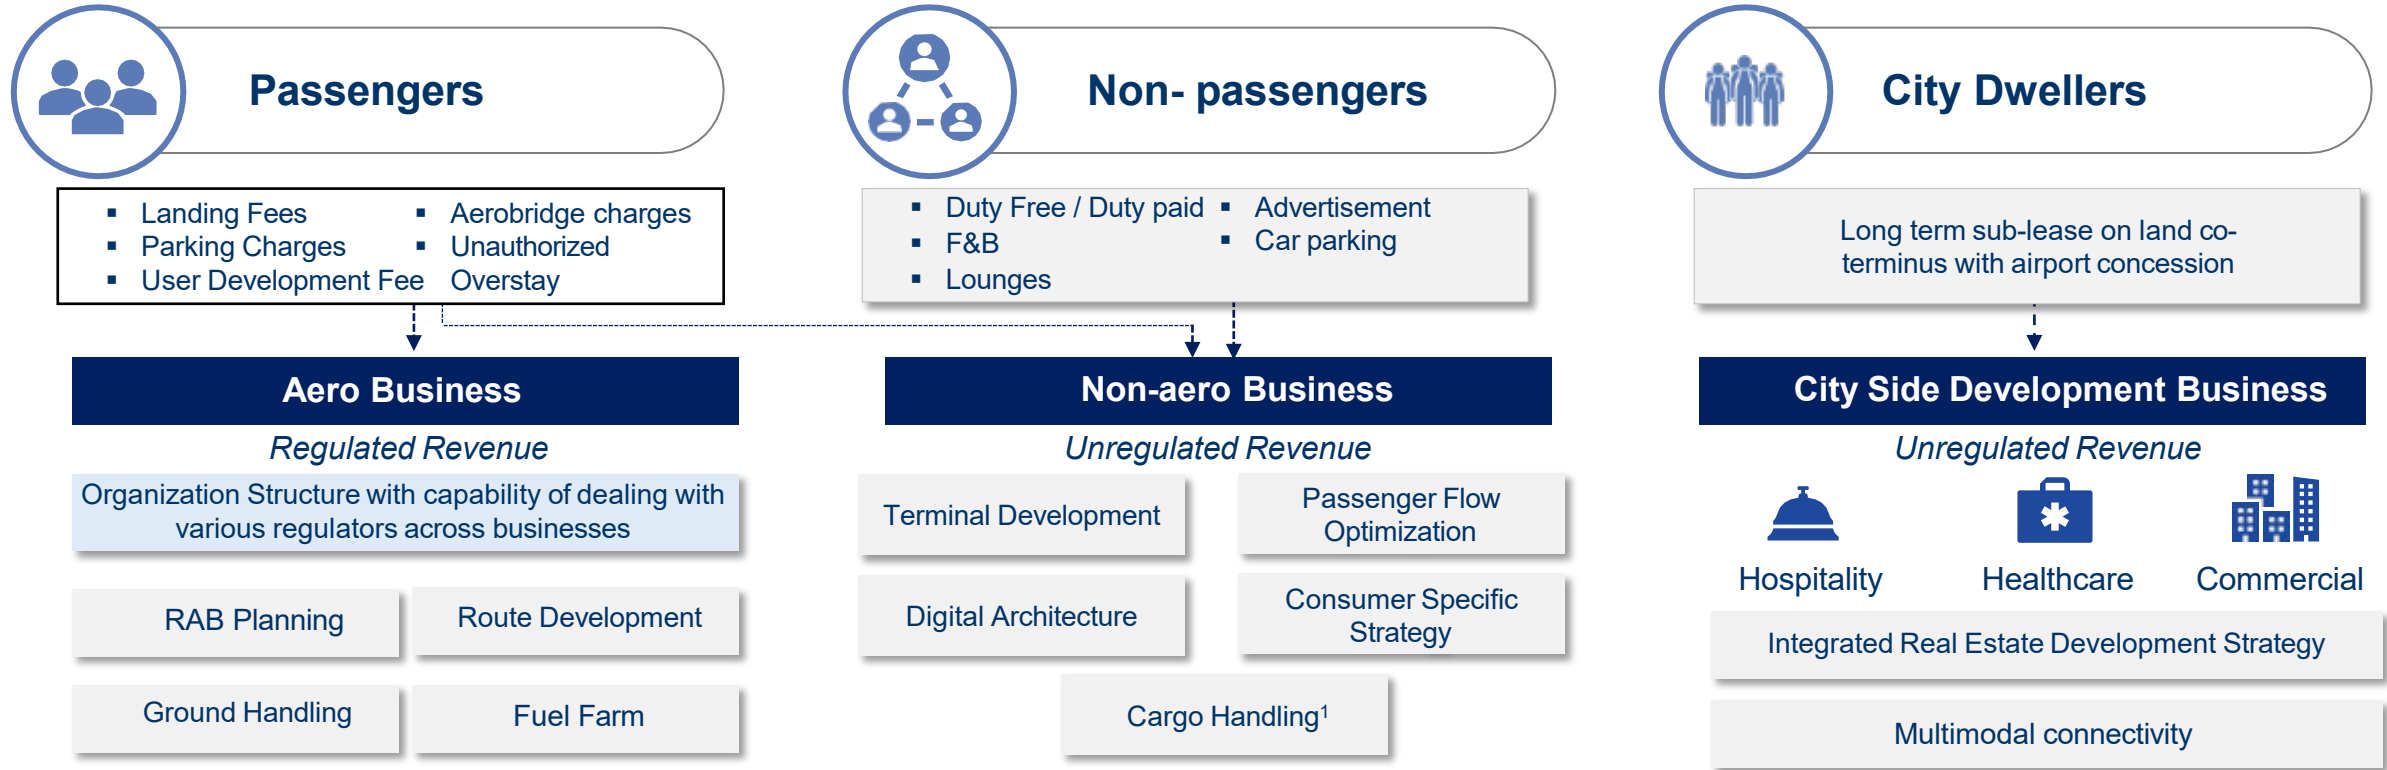 Passengers
Non- passengers
City Dwellers
▪ Landing Fees
▪ Parking Charges
▪ User Development Fee
▪ Aerobridge charges
▪ Unauthorized
Overstay
▪ Duty Free / Duty paid
▪ F&B
▪ Lounges
▪ Advertisement
▪ Car parking
Long term sub-lease on land co-
terminus with airport concession
Aero Business
Regulated Revenue
Organization Structure with capability of dealing with
various regulators across businesses
RAB Planning
Route Development
Ground Handling
Fuel Farm
Non-aero Business
Unregulated Revenue
Terminal Development
Passenger Flow
Optimization
Digital Architecture
Consumer Specific
Strategy
Cargo Handling¹
City Side Development Business
Unregulated Revenue
Hospitality
Healthcare
Commercial
Integrated Real Estate Development Strategy
Multimodal connectivity